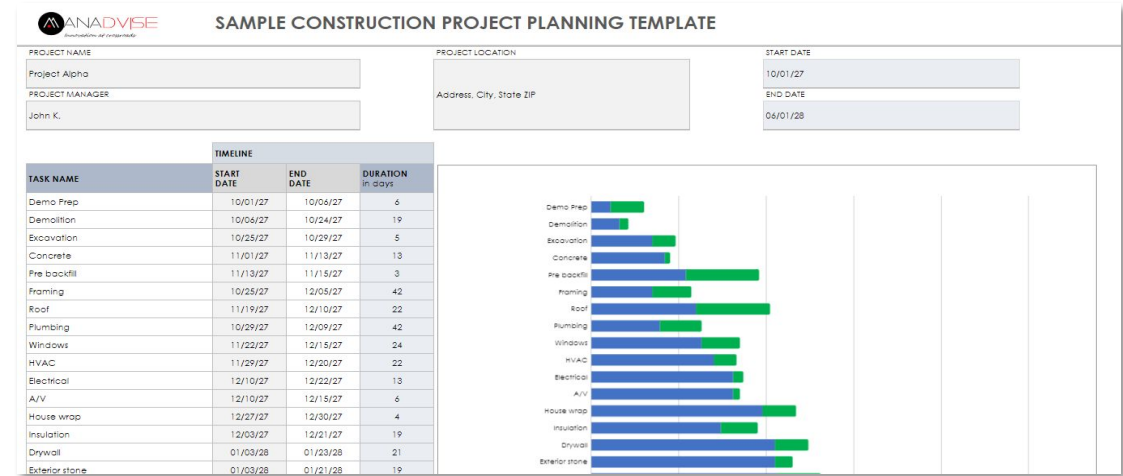 MANADVISE
Innovation at crossroads
SAMPLE CONSTRUCTION PROJECT PLANNING TEMPLATE
PROJECT NAME
PROJECT LOCATION
START DATE
Project Alpha
Address, City, State ZIP
10/01/27
PROJECT MANAGER
END DATE
John K.
06/01/28
TIMELINE
TASK NAME START DATE END DATE DURATION in days
Demo Prep 10/01/27 10/06/27 6
Demolition 10/06/27 10/24/27 19
Excavation 10/25/27 10/29/27 5
Concrete 11/01/27 11/13/27 13
Pre backfill 11/13/27 11/15/27 3
Framing 10/25/27 12/05/27 42
Roof 11/19/27 12/10/27 22
Plumbing 10/29/27 12/09/27 42
Windows 11/22/27 12/15/27 24
HVAC 11/29/27 12/20/27 22
Electrical 12/10/27 12/22/27 13
A/V 12/10/27 12/15/27 6
House wrap 12/27/27 12/30/27 4
Insulation 12/03/27 12/21/27 19
Drywall 01/03/28 01/23/28 21
Exterior stone 01/03/28 01/21/28 19
Demo Prep
Demolition
Excavation
Concrete
Pre backfill
Framing
Roof
Plumbing
Windows
HVAC
Electrical
A/V
House wrap
Insulation
Drywall
Exterior stone